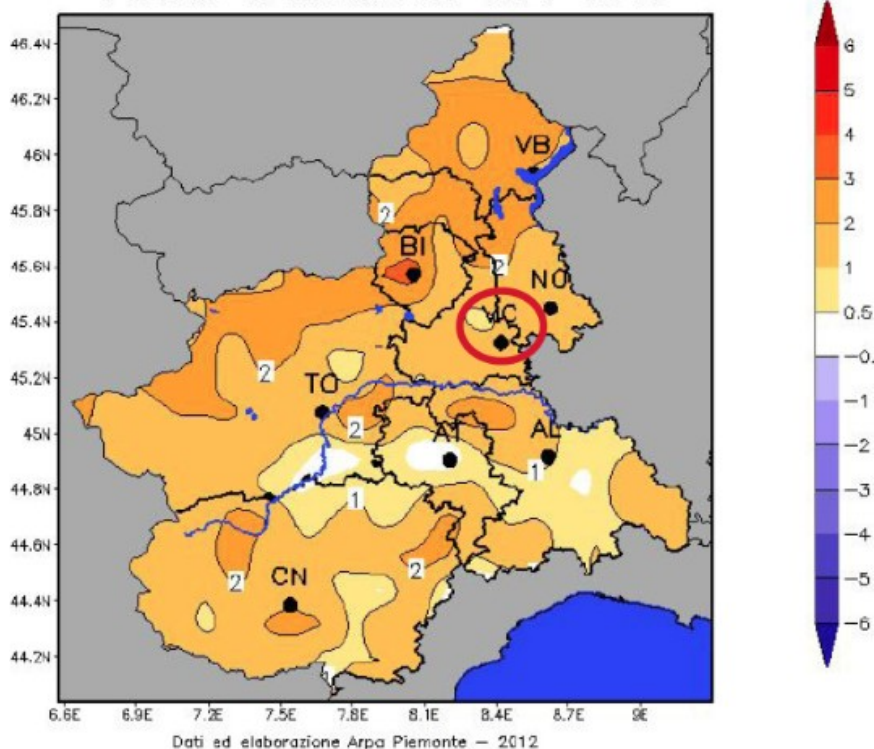 46.4N
46.2N
46N
45.8N
45.6N
45.4N
45.2N
45N
44.8N
44.6N
44.4N
44.2N
6.6E 6.9E 7.2E 7.5E 7.8E 8.1E 8.4E 8.7E 9E
VB
2
BI
2
NO
VC
2
TO
2
AT
AL
1
1
2
2
CN
1
6
5
4
3
2
1
0.5
-0.
-1
-2
-3
-4
-5
-6
Dati ed elaborazione Arpa Piemonte – 2012